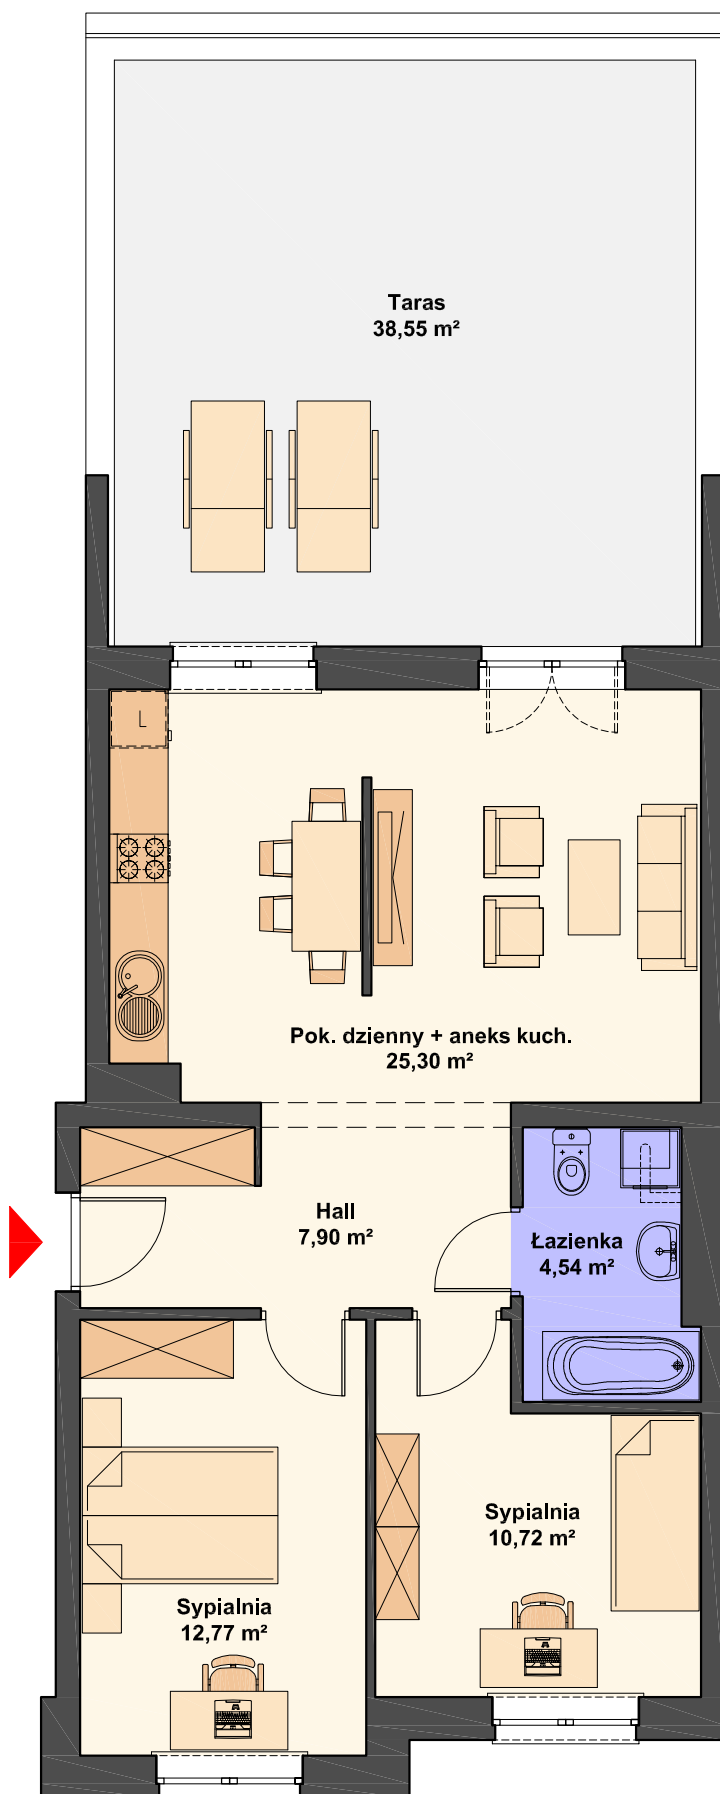 Taras
38,55 m²
L
Pok. dzienny + aneks kuch.
25,30 m²
Hall
7,90 m²
Łazienka
4,54 m²
Sypialnia
10,72 m²
Sypialnia
12,77 m²